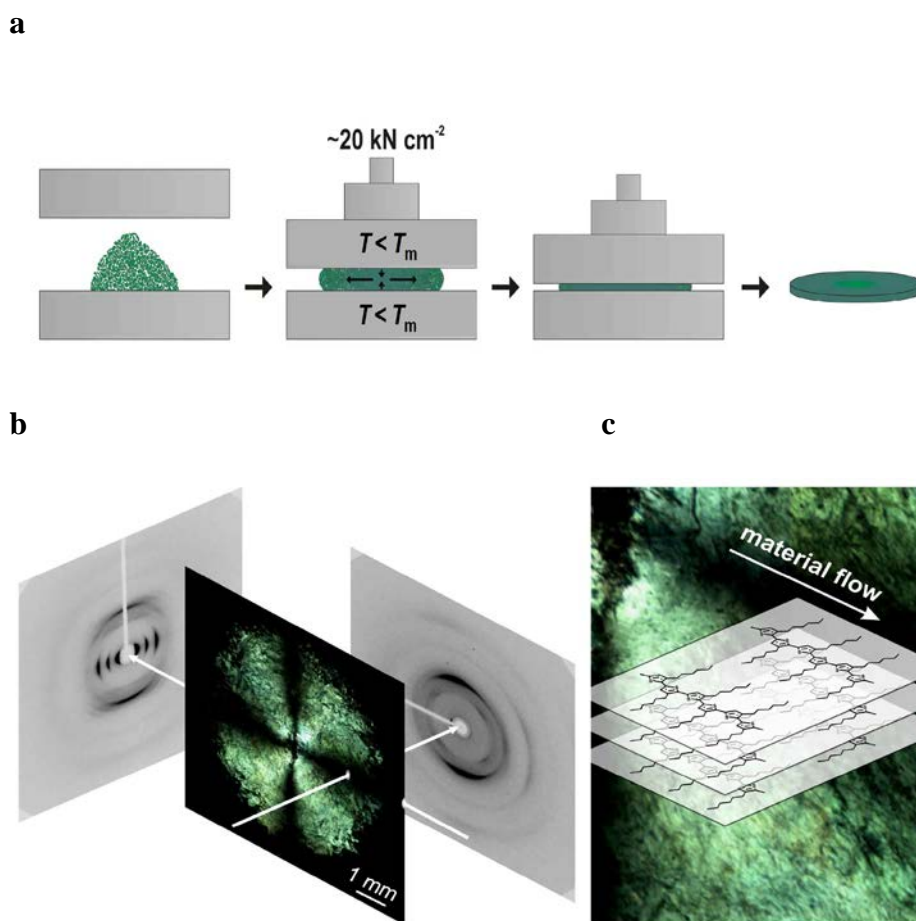 a
~20 kN cm⁻²
T < Tₘ
T < Tₘ
b
c
material flow
1 mm